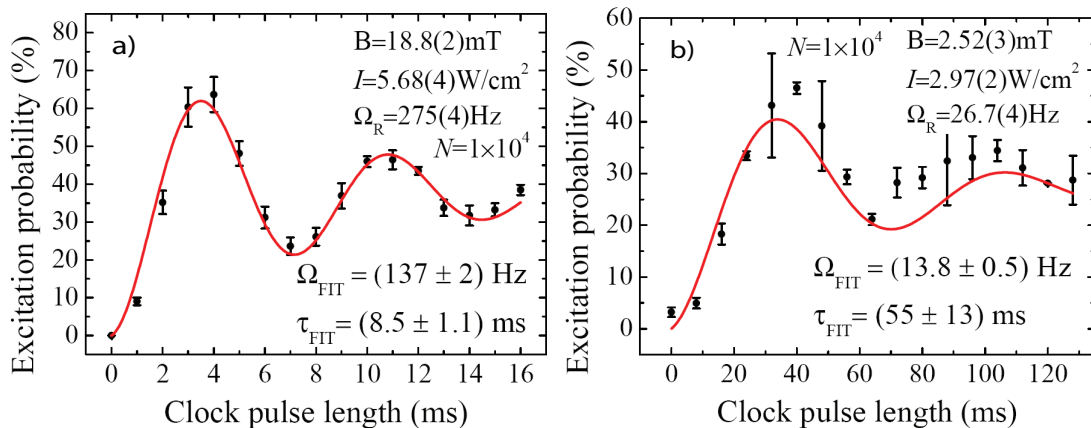 a)
B=18.8(2)mT
I=5.68(4)W/cm²
Ω_R=275(4)Hz
N=1×10⁴
Ω_FIT = (137 ± 2) Hz
τ_FIT = (8.5 ± 1.1) ms
Excitation probability (%)
80
70
60
50
40
30
20
10
0
0 2 4 6 8 10 12 14 16
Clock pulse length (ms)
b)
N=1×10⁴ B=2.52(3)mT
I=2.97(2)W/cm²
Ω_R=26.7(4)Hz
Ω_FIT = (13.8 ± 0.5) Hz
τ_FIT = (55 ± 13) ms
Excitation probability (%)
60
50
40
30
20
10
0
0 20 40 60 80 100 120
Clock pulse length (ms)